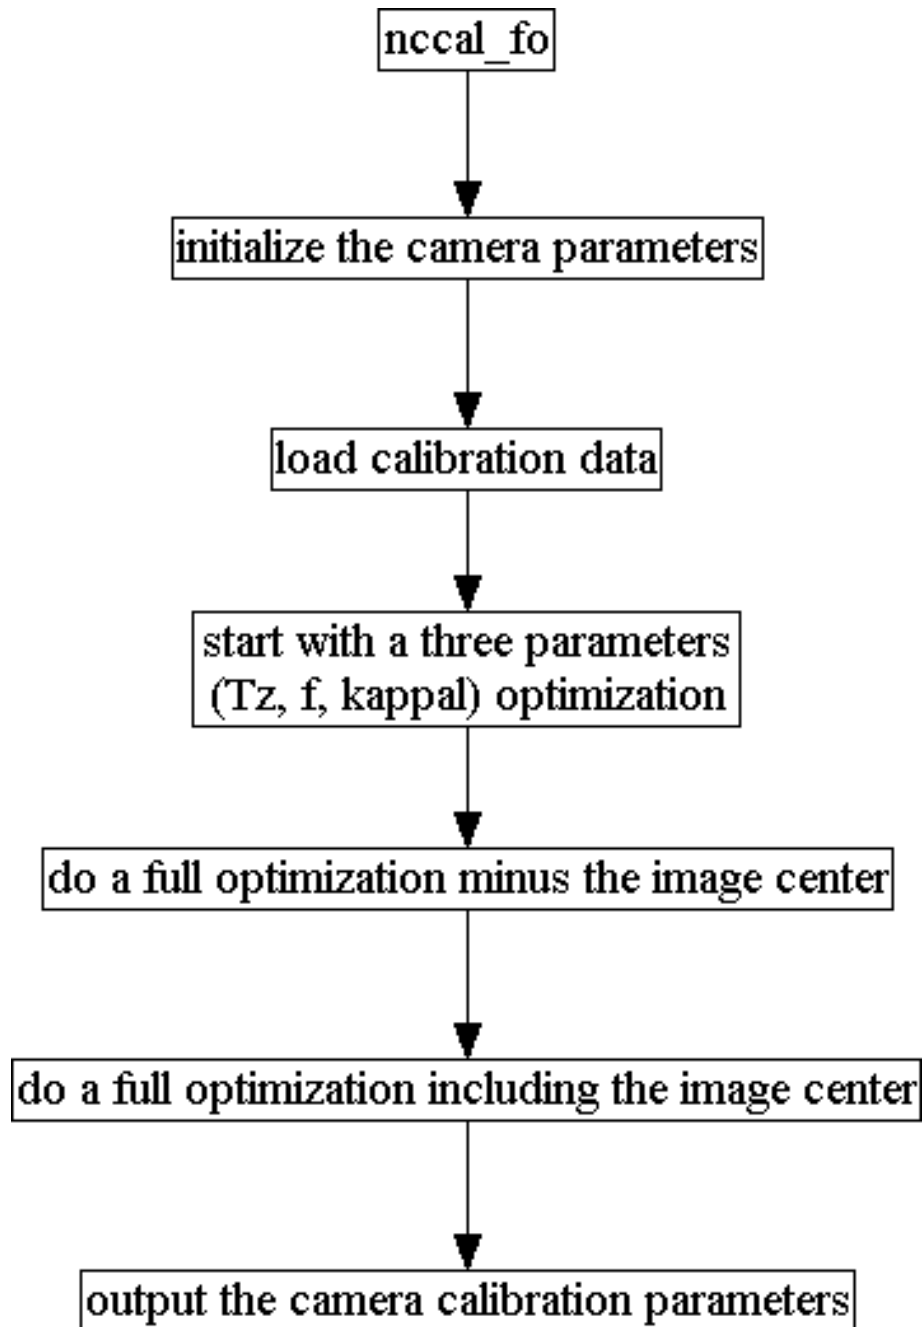 nccal_fo
initialize the camera parameters
load calibration data
start with a three parameters
(Tz, f, kappal) optimization
do a full optimization minus the image center
do a full optimization including the image center
output the camera calibration parameters